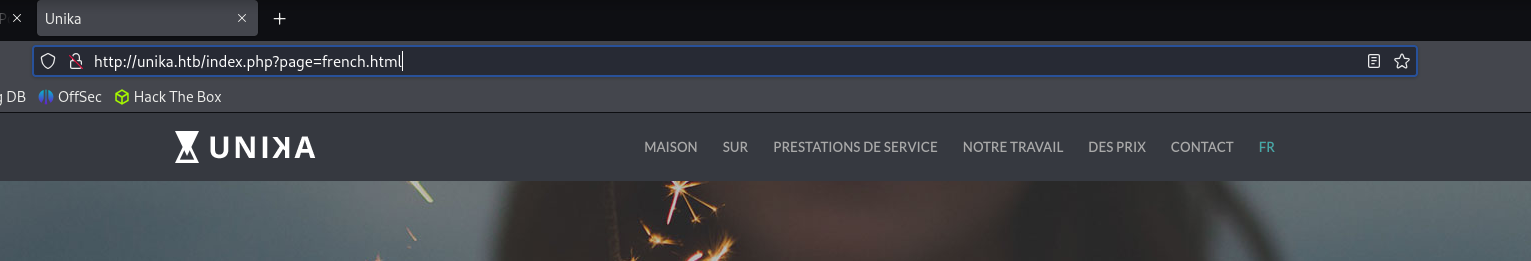 Unika
http://unika.htb/index.php?page=french.html
g DB OffSec Hack The Box
UNIKA MAISON SUR PRESTATIONS DE SERVICE NOTRE TRAVAIL DES PRIX CONTACT FR